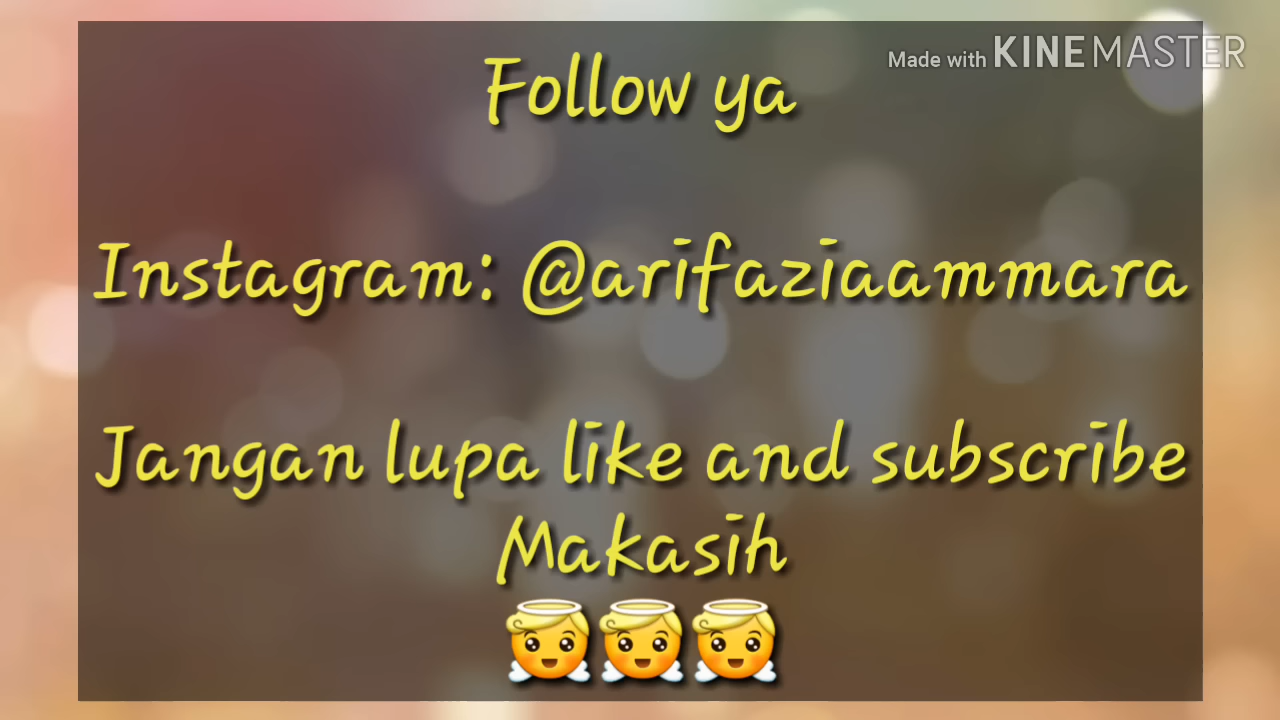 Made with KINEMASTER
Follow ya
Instagram: @arifaziaammara
Jangan lupa like and subscribe
Makasih